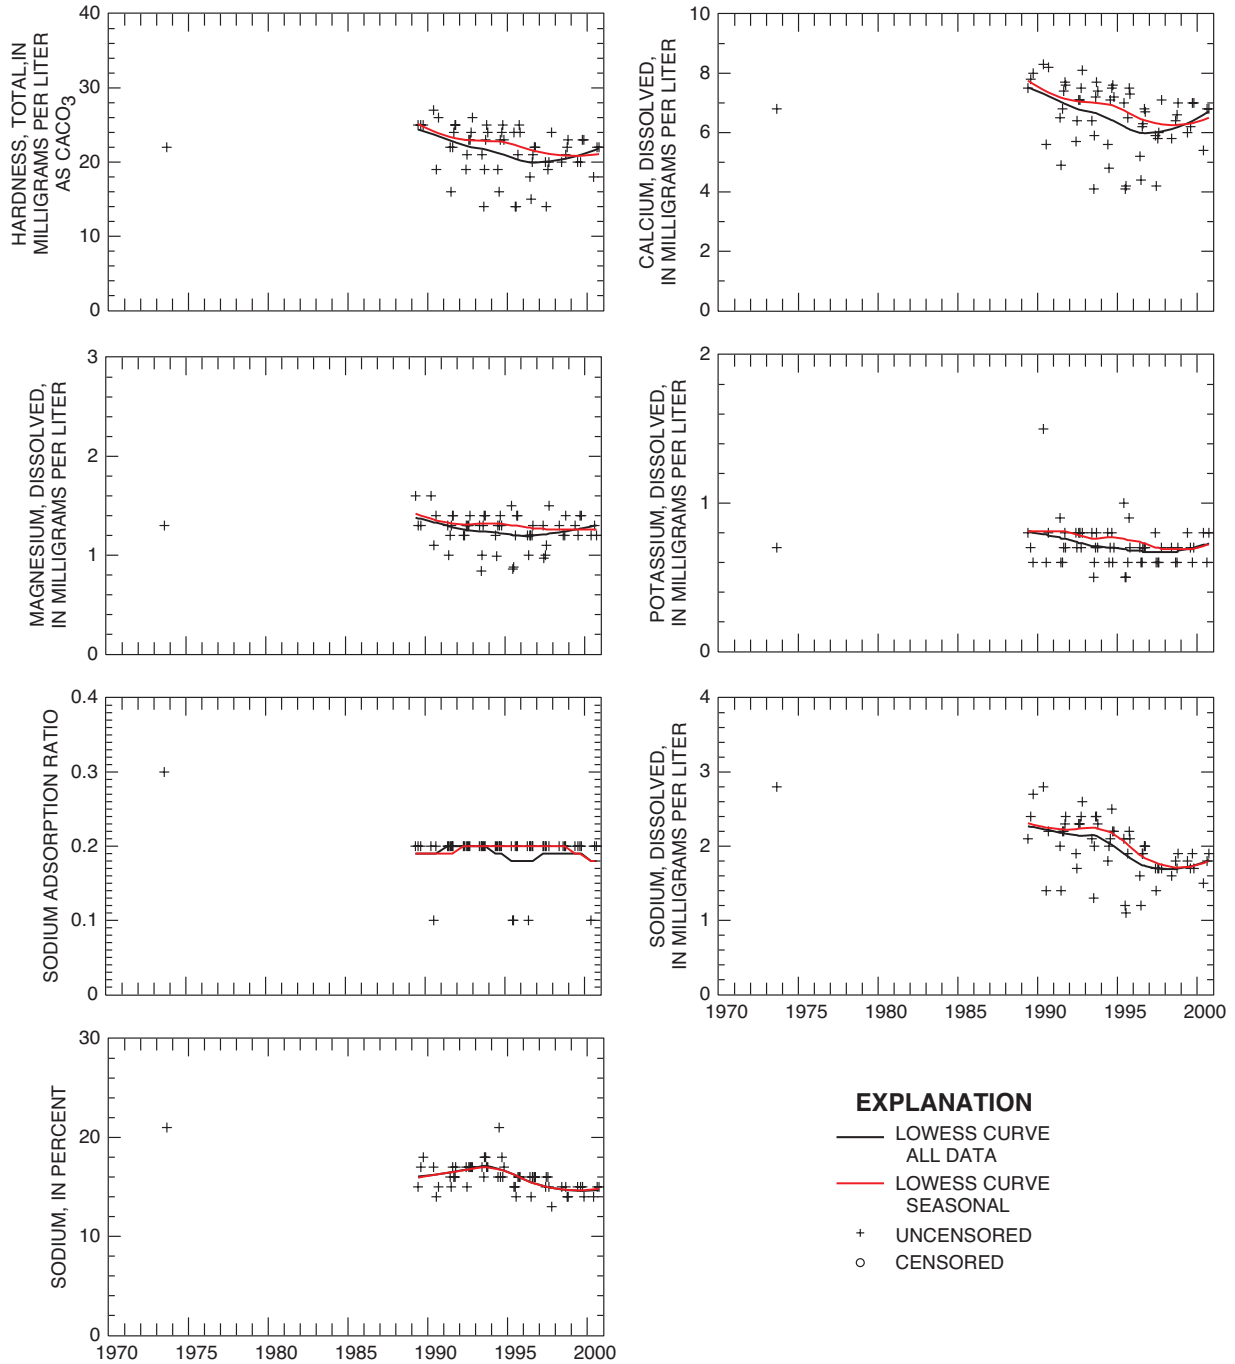 HARDNESS, TOTAL,IN
MILLIGRAMS PER LITER
AS CACO3
40
30
20
10
0
CALCIUM, DISSOLVED,
IN MILLIGRAMS PER LITER
10
8
6
4
2
0
MAGNESIUM, DISSOLVED,
IN MILLIGRAMS PER LITER
3
2
1
0
POTASSIUM, DISSOLVED,
IN MILLIGRAMS PER LITER
2
1
0
SODIUM ADSORPTION RATIO
0.4
0.3
0.2
0.1
0
SODIUM, DISSOLVED,
IN MILLIGRAMS PER LITER
4
3
2
1
0
1970 1975 1980 1985 1990 1995 2000
SODIUM, IN PERCENT
30
20
10
0
1970 1975 1980 1985 1990 1995 2000
EXPLANATION
LOWESS CURVE
ALL DATA
LOWESS CURVE
SEASONAL
UNCENSORED
CENSORED